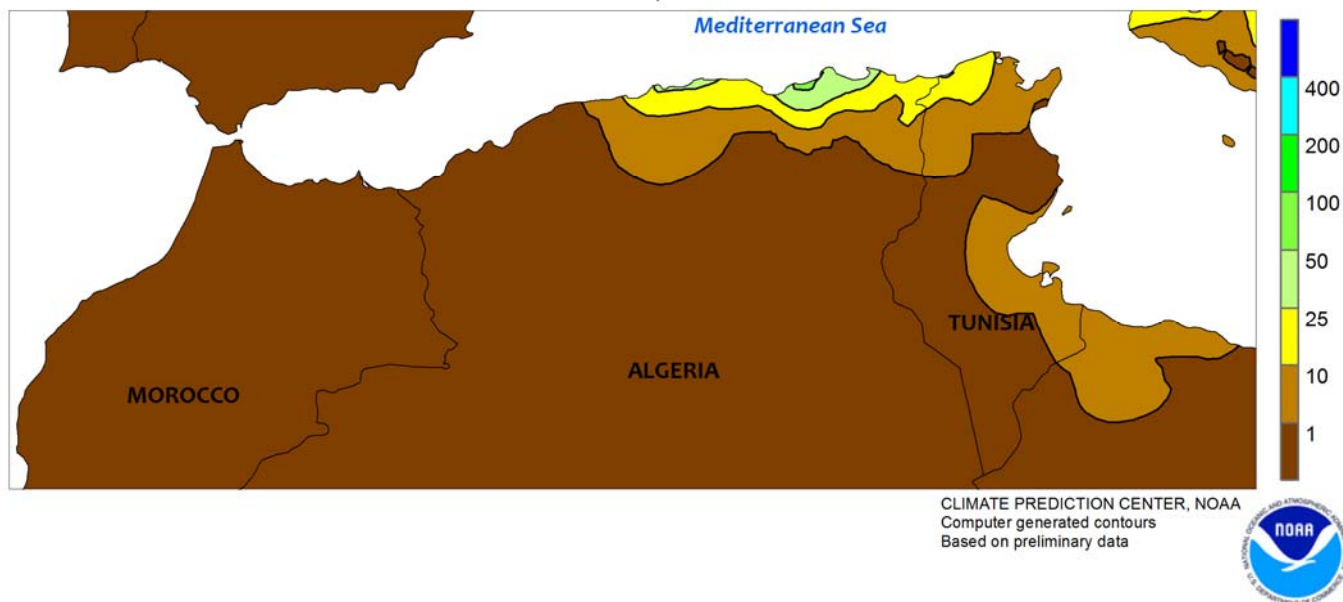 Mediterranean Sea
400
200
100
50
25
10
1
TUNISIA
ALGERIA
MOROCCO
CLIMATE PREDICTION CENTER, NOAA
Computer generated contours
Based on preliminary data
NOAA